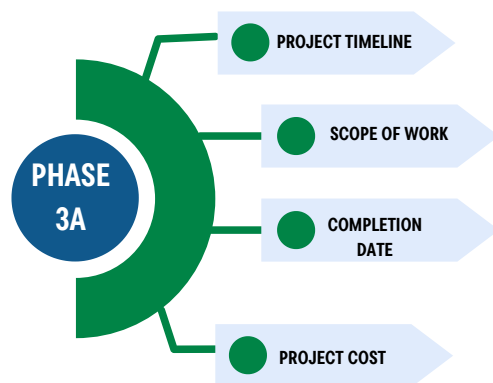 PROJECT TIMELINE
SCOPE OF WORK
PHASE
3A
COMPLETION
DATE
PROJECT COST